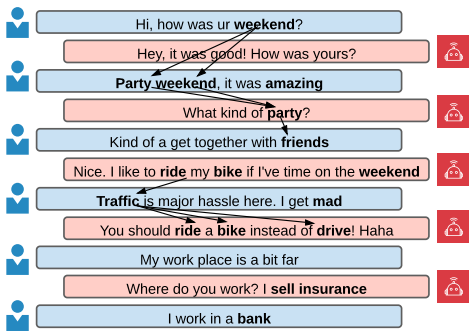 Hi, how was ur weekend?
Hey, it was good! How was yours?
Party weekend, it was amazing
What kind of party?
Kind of a get together with friends
Nice. I like to ride my bike if I've time on the weekend
Traffic is major hassle here. I get mad
You should ride a bike instead of drive! Haha
My work place is a bit far
Where do you work? I sell insurance
I work in a bank